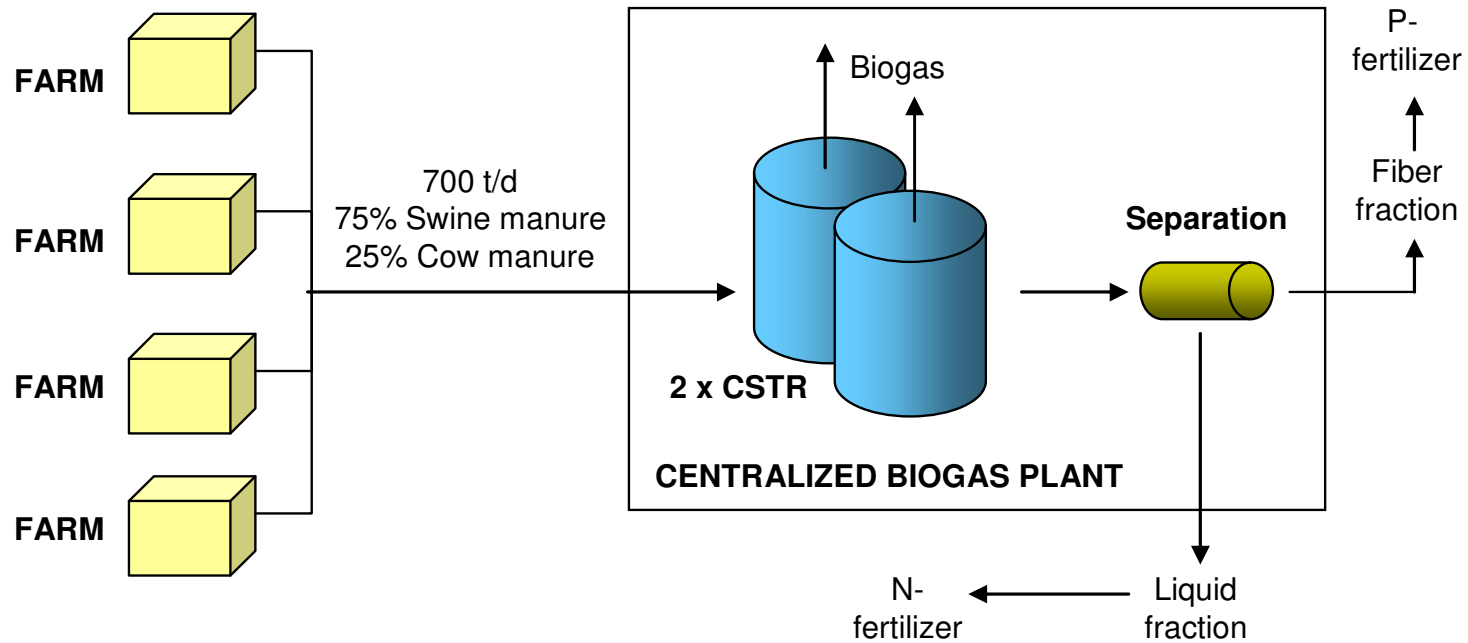 FARM
FARM
FARM
FARM
700 t/d
75% Swine manure
25% Cow manure
Biogas
2 x CSTR
Separation
CENTRALIZED BIOGAS PLANT
P-
fertilizer
Fiber
fraction
Liquid
fraction
N-
fertilizer